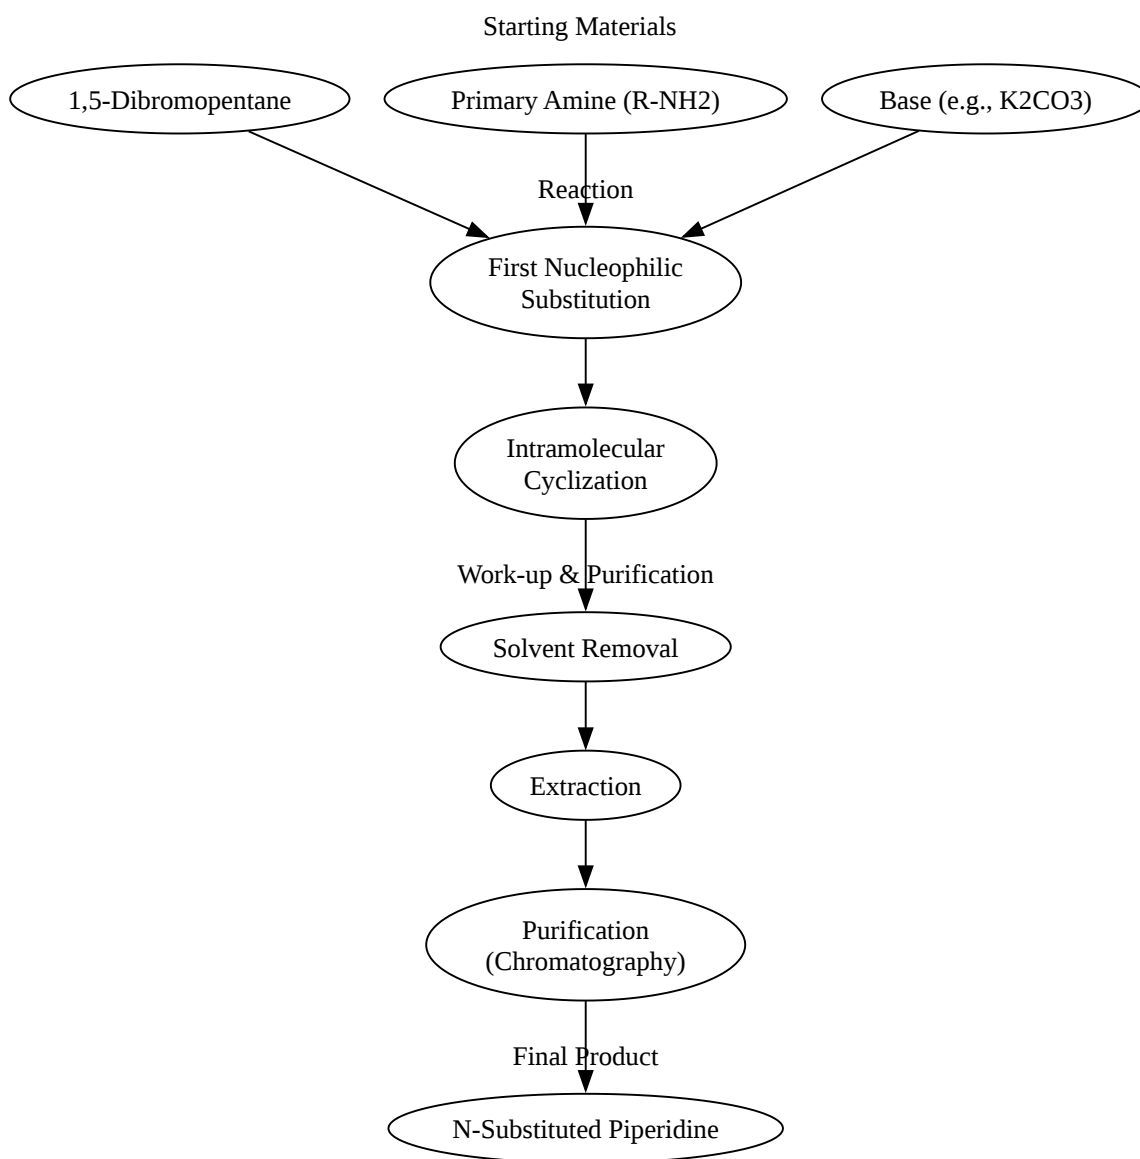 Starting Materials
1,5-Dibromopentane
Primary Amine (R-NH2)
Base (e.g., K2CO3)
Reaction
First Nucleophilic
Substitution
Intramolecular
Cyclization
Work-up & Purification
Solvent Removal
Extraction
Purification
(Chromatography)
Final Product
N-Substituted Piperidine